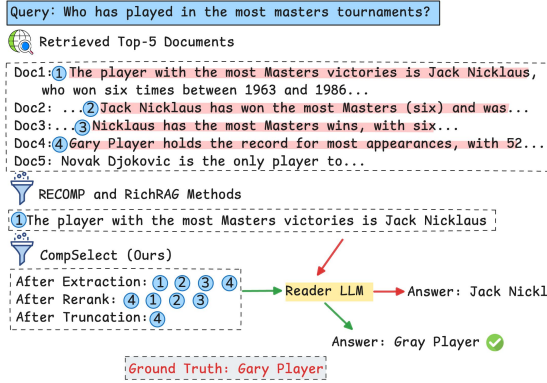 Query: Who has played in the most masters tournaments?
Retrieved Top-5 Documents
Doc1:① The player with the most Masters victories is Jack Nicklaus,
who won six times between 1963 and 1986...
Doc2: ...② Jack Nicklaus has won the most Masters (six) and was...
Doc3:...③ Nicklaus has the most Masters wins, with six...
Doc4:④ Gary Player holds the record for most appearances, with 52...
Doc5: Novak Djokovic is the only player to...
RECOMP and RichRAG Methods
①The player with the most Masters victories is Jack Nicklaus
CompSelect (Ours)
After Extraction: ① ② ③ ④
After Rerank: ④ ① ② ③
After Truncation: ④
Reader LLM
Answer: Jack Nickl
Answer: Gray Player
Ground Truth: Gary Player